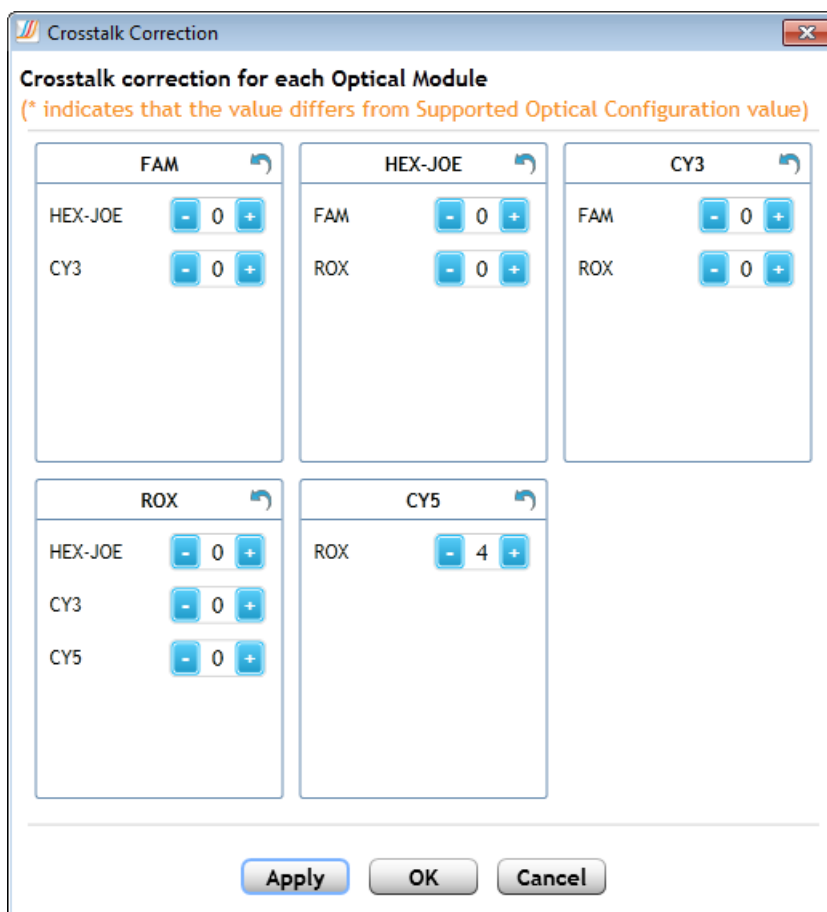 Crosstalk Correction
Crosstalk correction for each Optical Module
(* indicates that the value differs from Supported Optical Configuration value)
FAM
HEX-JOE - 0 +
CY3 - 0 +
HEX-JOE
FAM - 0 +
ROX - 0 +
CY3
FAM - 0 +
ROX - 0 +
ROX
HEX-JOE - 0 +
CY3 - 0 +
CY5 - 0 +
CY5
ROX - 4 +
Apply OK Cancel